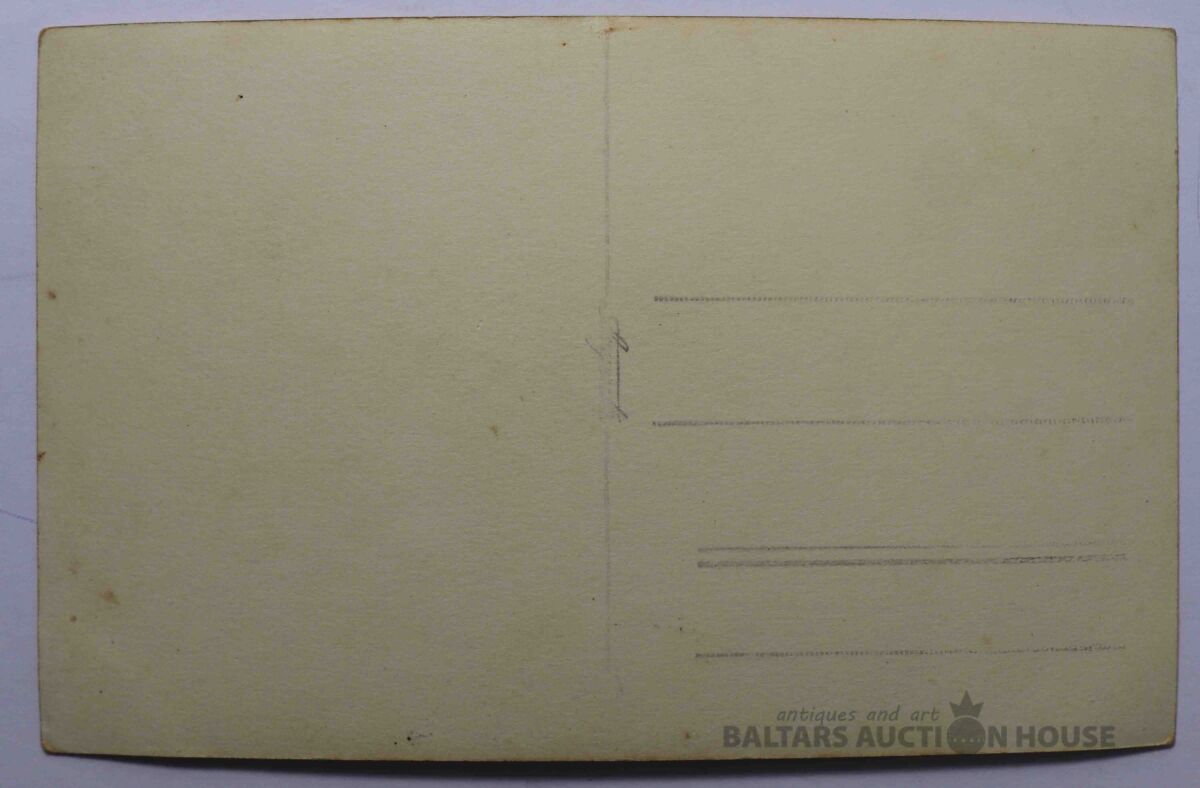 antiques and art
BALTARS AUCTION HOUSE